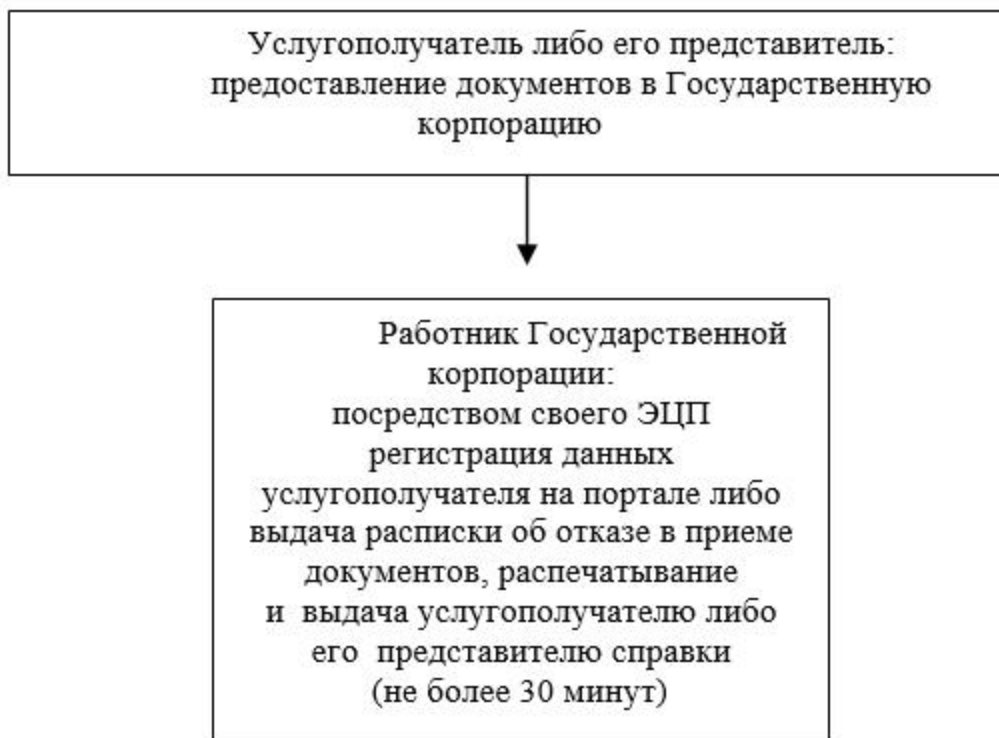 Услугополучатель либо его представитель:
предоставление документов в Государственную
корпорацию
Работник Государственной
корпорации:
посредством своего ЭЦП
регистрация данных
услугополучателя на портале либо
выдача расписки об отказе в приеме
документов, распечатывание
и выдача услугополучателю либо
его представителю справки
(не более 30 минут)